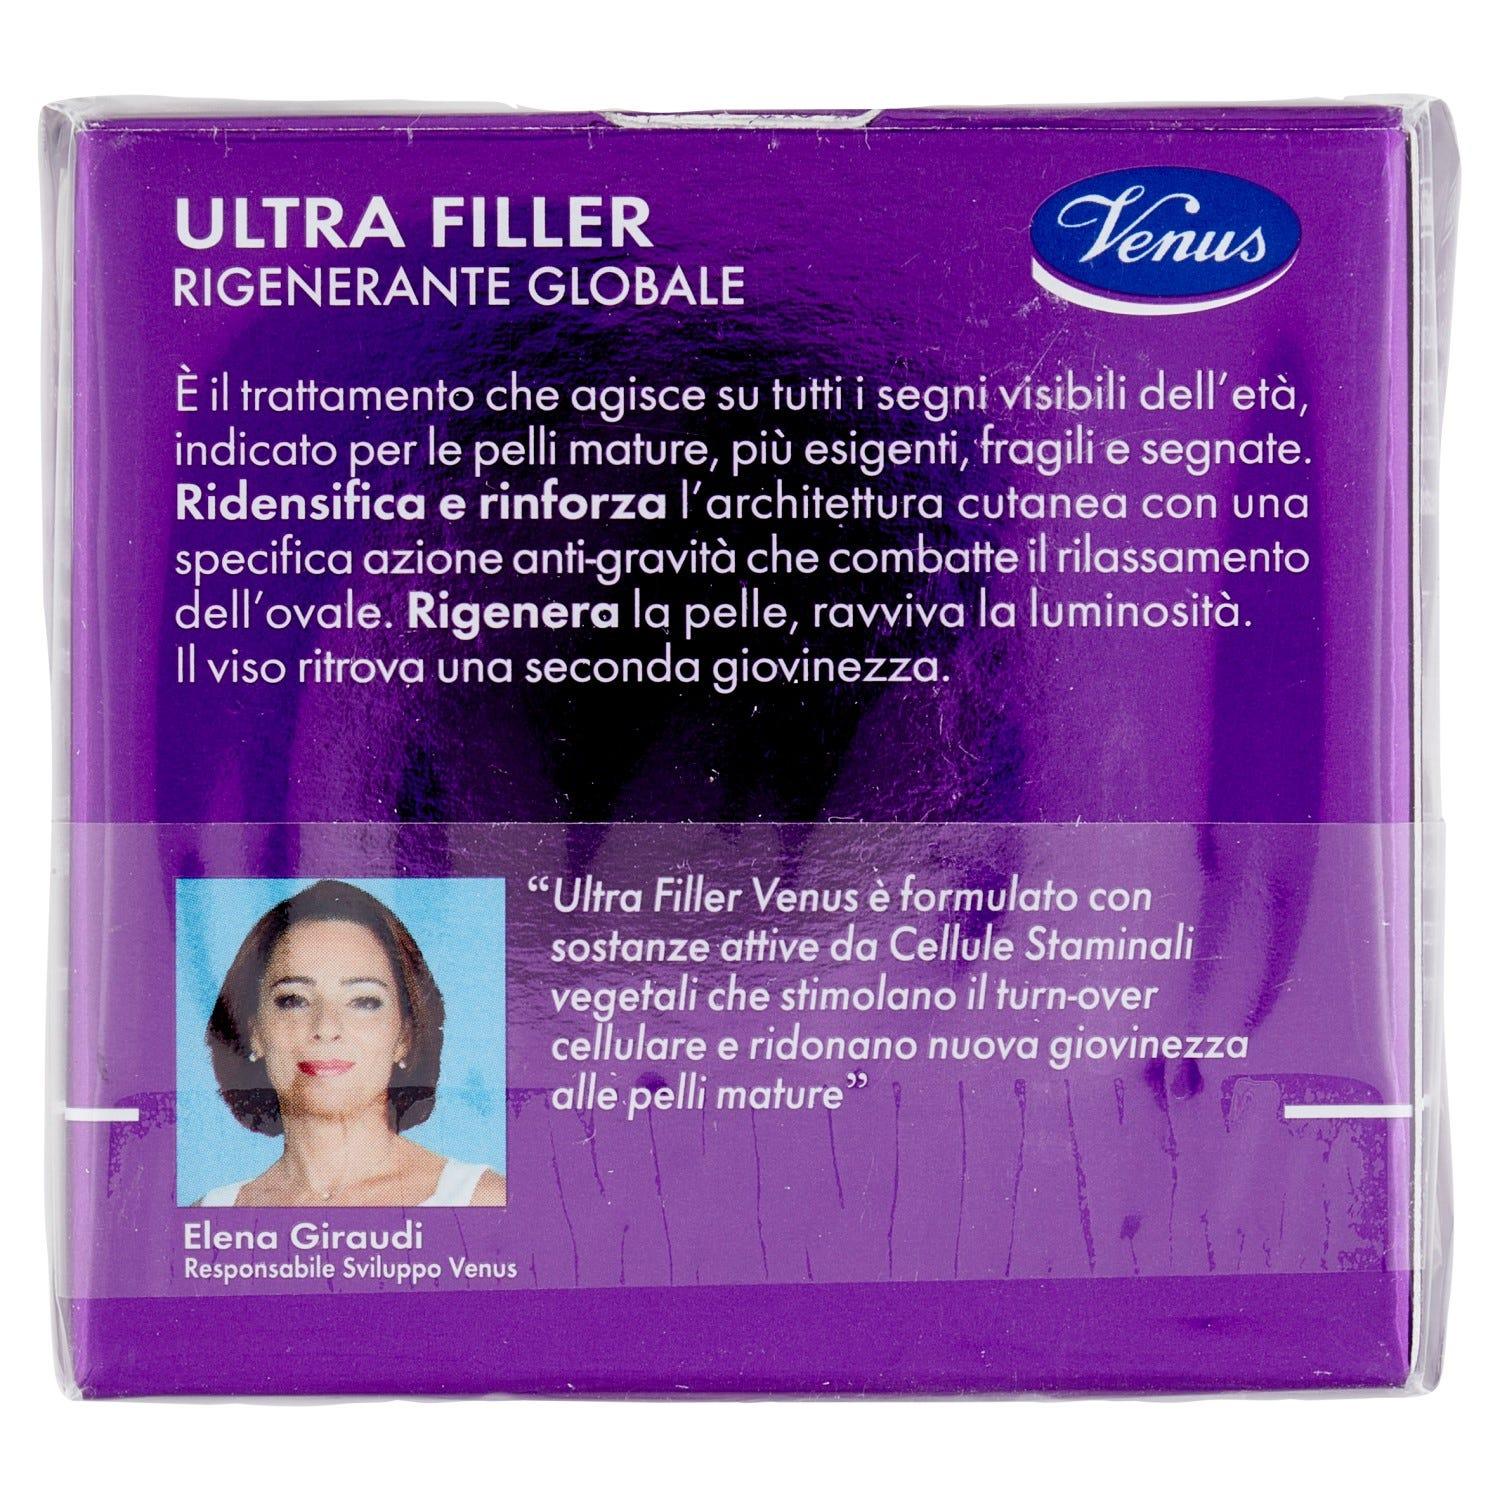 ULTRA FILLER
RIGENERANTE GLOBALE
Venus
È il trattamento che agisce su tutti i segni visibili dell'età,
indicato per le pelli mature, più esigenti, fragili e segnate.
Ridensifica e rinforza l'architettura cutanea con una
specifica azione anti-gravità che combatte il rilassamento
dell'ovale. Rigenera la pelle, ravviva la luminosità.
Il viso ritrova una seconda giovinezza.
“Ultra Filler Venus è formulato con
sostanze attive da Cellule Staminali
vegetali che stimolano il turn-over
cellulare e ridonano nuova giovinezza
alle pelli mature”
Elena Giraudi
Responsabile Sviluppo Venus